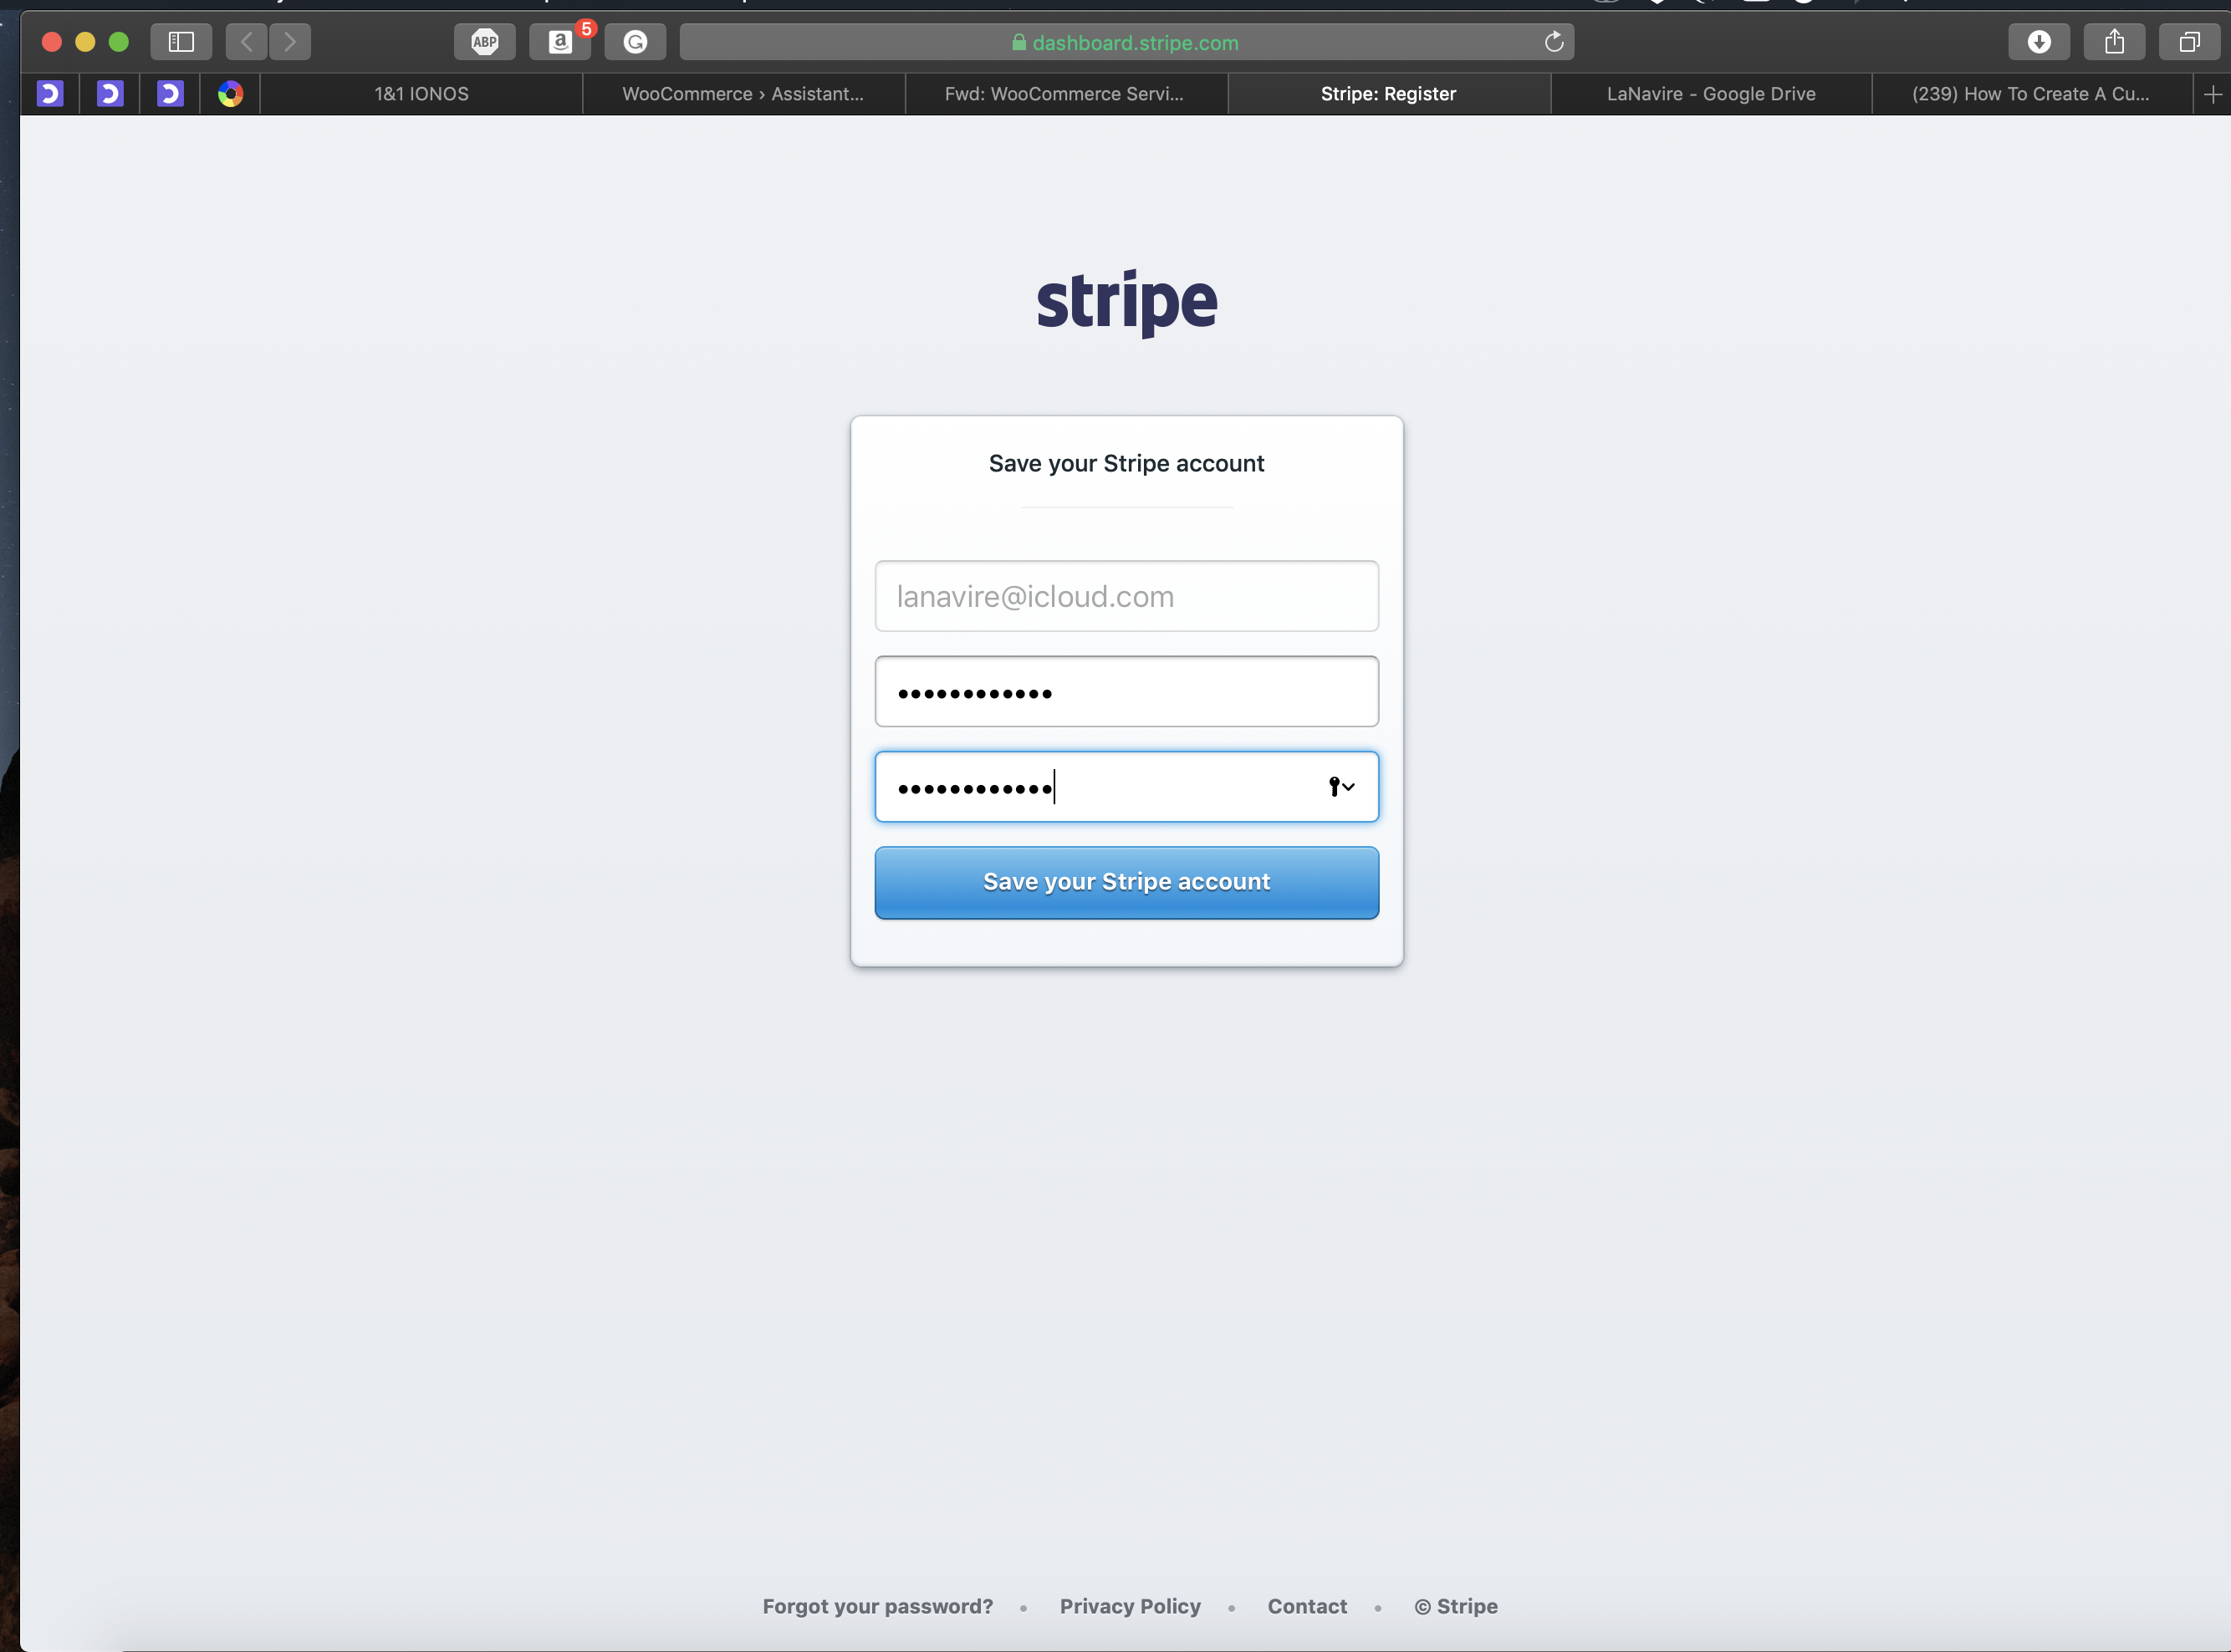 ABP
a
5
G
dashboard.stripe.com
1&1 IONOS
WooCommerce › Assistant...
Fwd: WooCommerce Servi...
Stripe: Register
LaNavire - Google Drive
(239) How To Create A Cu...
stripe
Save your Stripe account
lanavire@icloud.com
••••••••••••
••••••••••••
Save your Stripe account
Forgot your password? • Privacy Policy • Contact • © Stripe